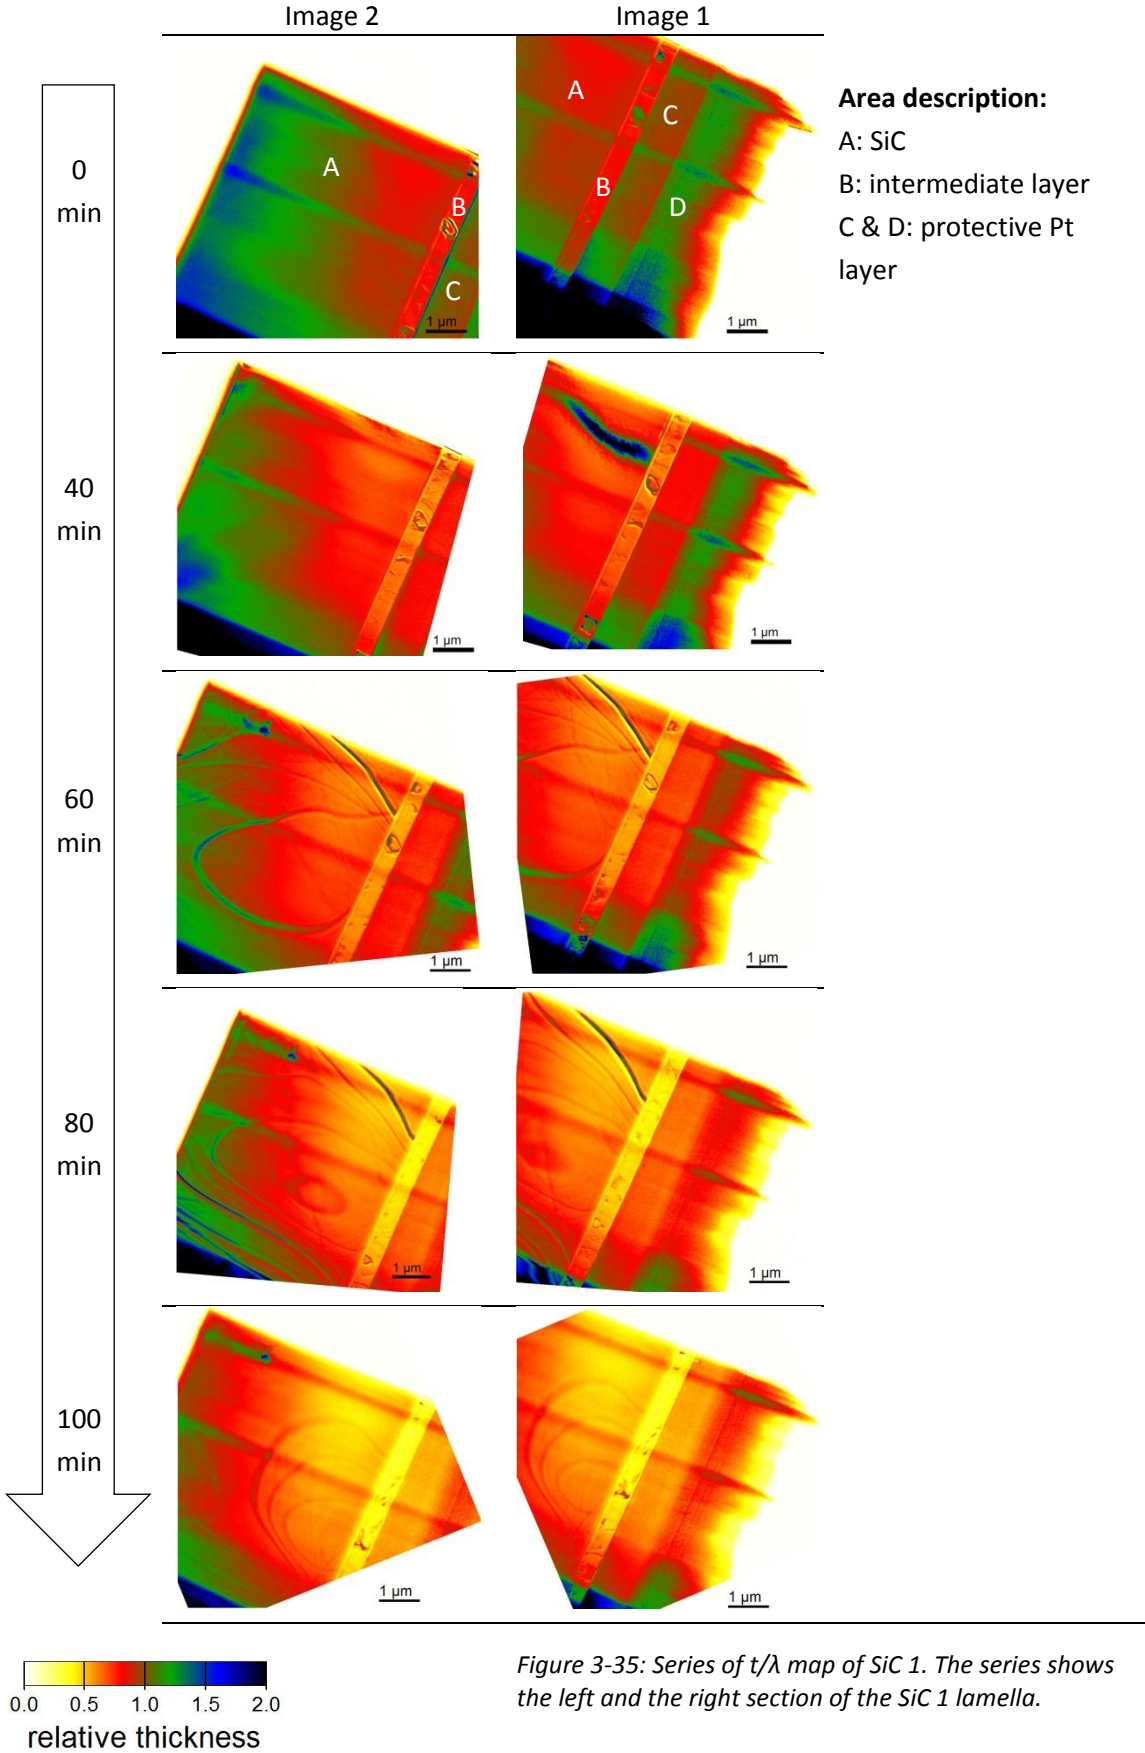 Image 2
Image 1
0
min
A
B
C
1 µm
A
C
B
D
1 µm
Area description:
A: SiC
B: intermediate layer
C & D: protective Pt
layer
40
min
1 µm
1 µm
60
min
1 µm
1 µm
80
min
1 µm
1 µm
100
min
1 µm
1 µm
0.0 0.5 1.0 1.5 2.0
relative thickness
Figure 3-35: Series of t/λ map of SiC 1. The series shows
the left and the right section of the SiC 1 lamella.